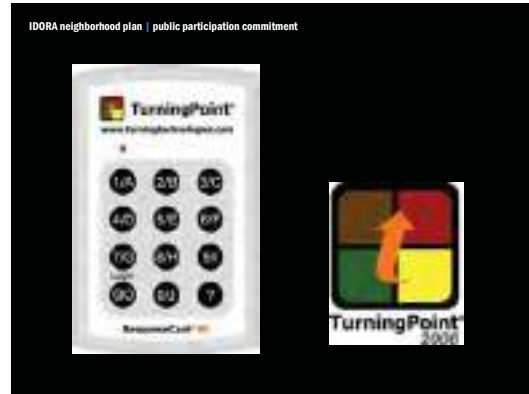 IDORA neighborhood plan | public participation commitment
TurningPoint®
www.turningtechnologies.com
1/A 2/B 3/C
4/D 5/E 6/F
7/G 8/H 9/I
0/J ?
ResponseCard®
TurningPoint®
2006